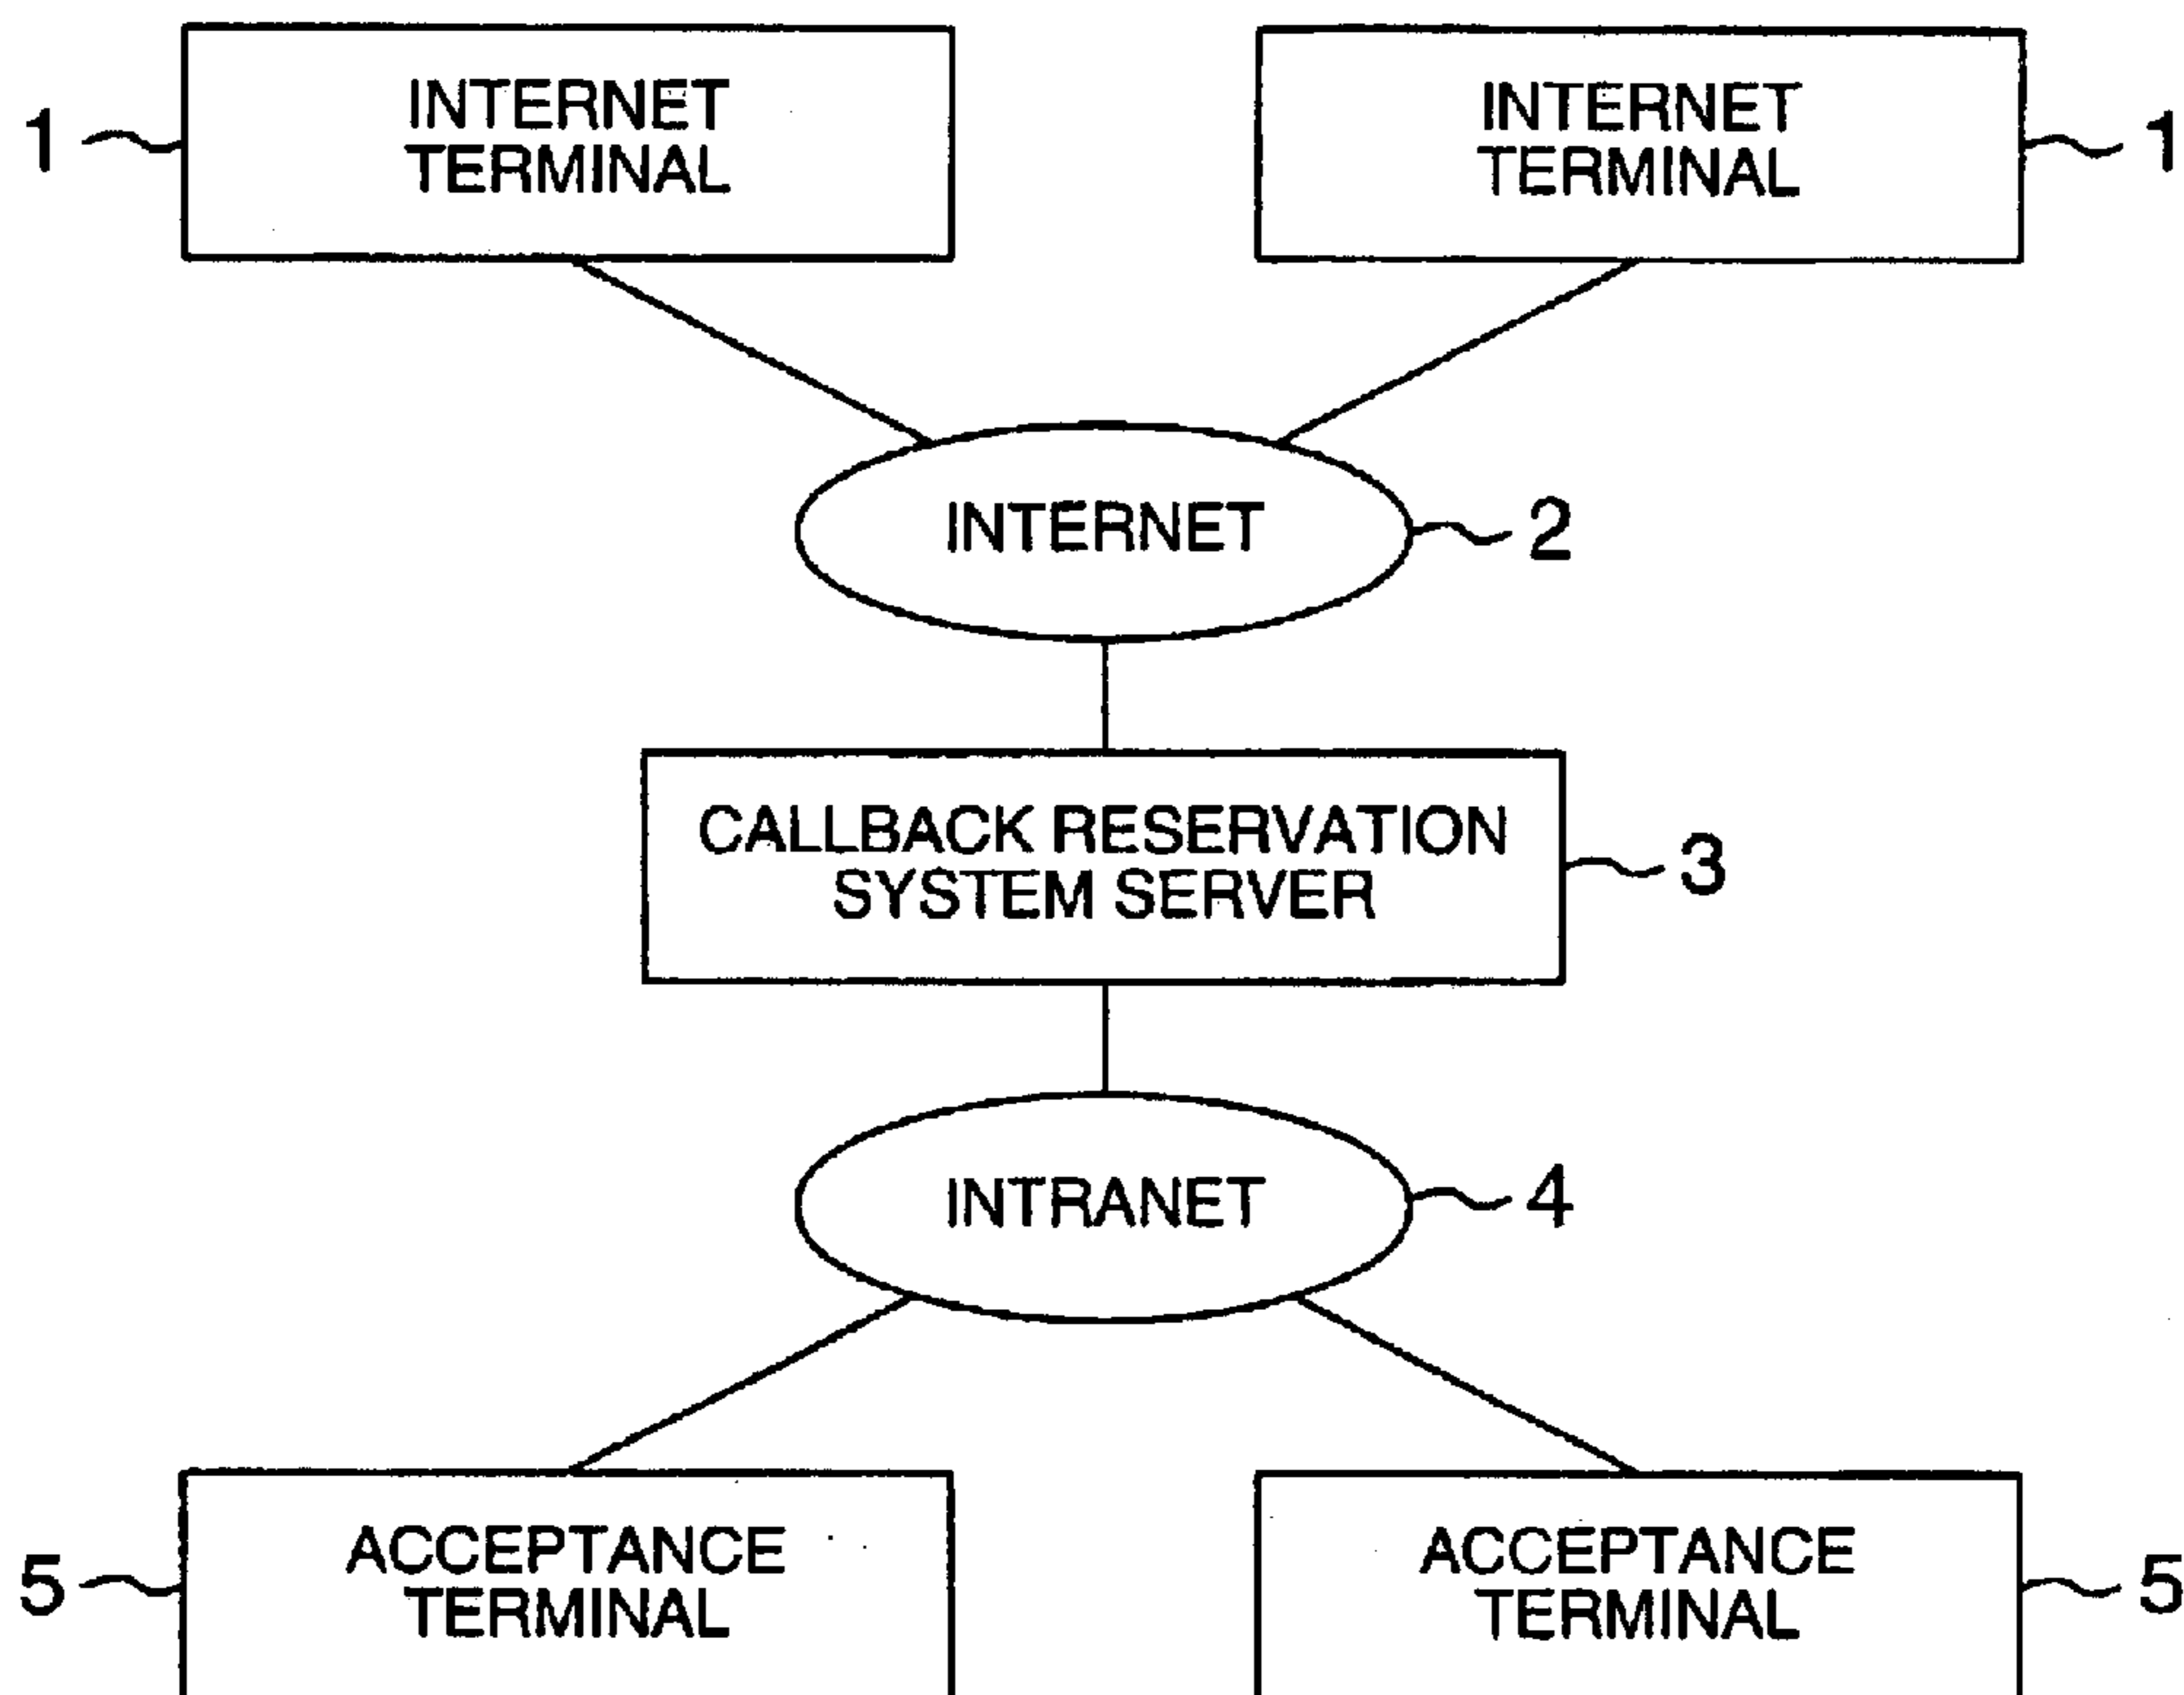 INTERNET
TERMINAL
1
INTERNET
TERMINAL
1
INTERNET
2
CALLBACK RESERVATION
SYSTEM SERVER
3
INTRANET
4
ACCEPTANCE
TERMINAL
5
ACCEPTANCE
TERMINAL
5